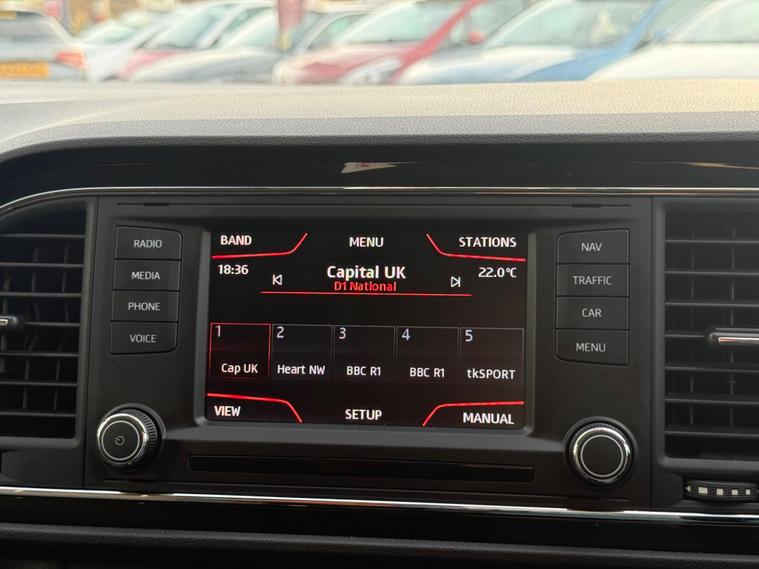 RADIO
MEDIA
PHONE
VOICE
BAND MENU STATIONS
18:36 Capital UK 22.0°C
D1 National
1 2 3 4 5
Cap UK Heart NW BBC R1 BBC R1 tkSPORT
VIEW SETUP MANUAL
NAV
TRAFFIC
CAR
MENU